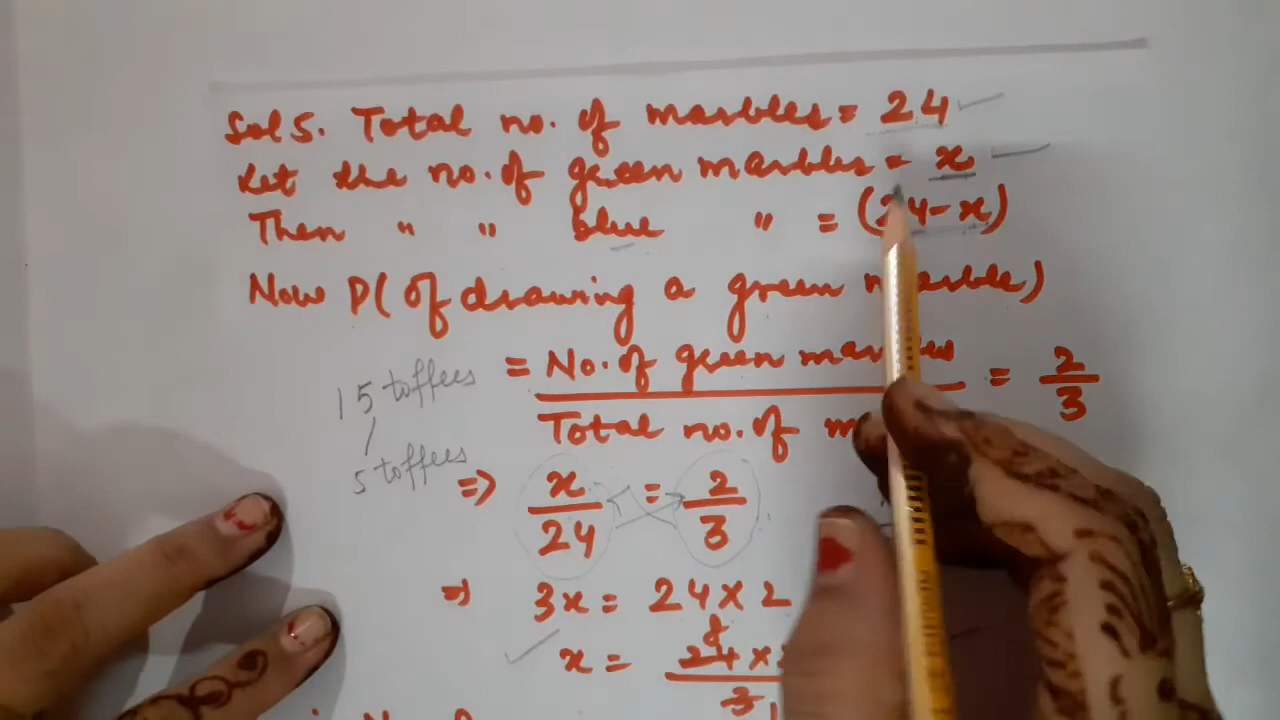 Sol 5. Total no. of marbles = 24
Let the no. of green marbles = x
Then " " blue " = (24-x)
Now P( of drawing a green marble)
= No. of green marbles = 2/3
Total no. of
15 toffees
5 toffees
=> x/24 = 2/3
=> 3x = 24 x 2
x = 24 x / 3
8